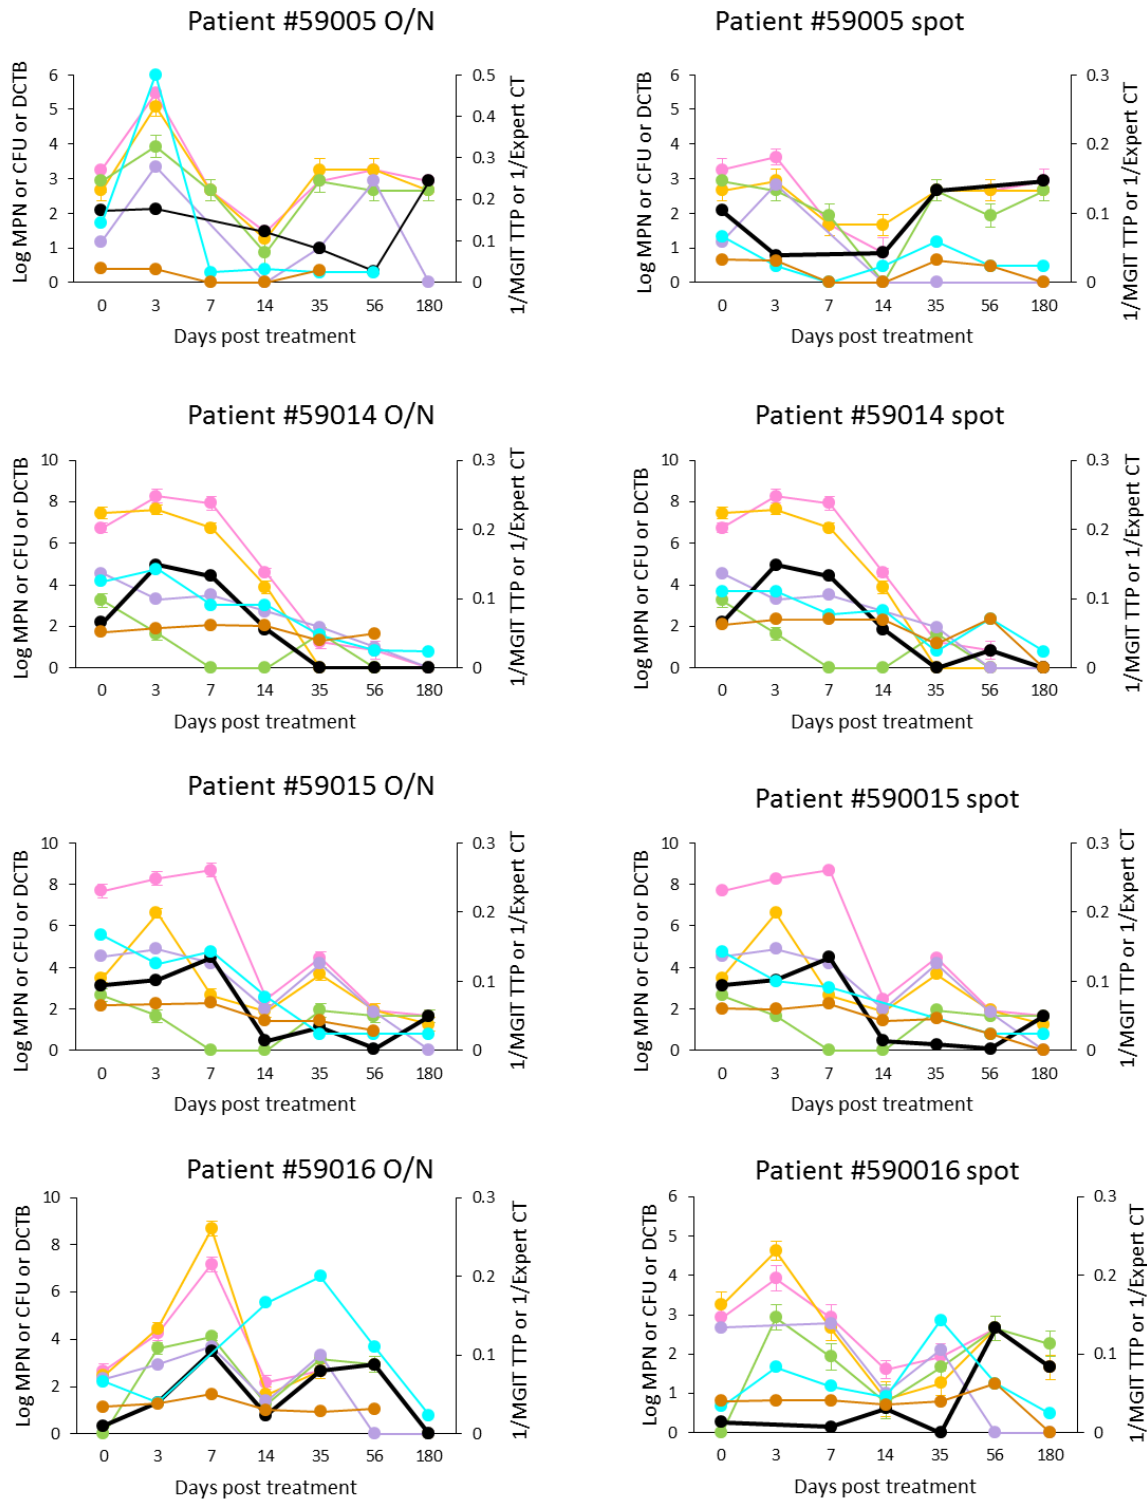 Patient #59005 O/N
Log MPN or CFU or DCTB
6
5
4
3
2
1
0
0.5
0.4
0.3
0.2
0.1
0
1/MGIT TTP or 1/Expert CT
0 3 7 14 35 56 180
Days post treatment
Patient #59005 spot
Log MPN or CFU or DCTB
6
5
4
3
2
1
0
0.3
0.2
0.1
0
1/MGIT TTP or 1/Expert CT
0 3 7 14 35 56 180
Days post treatment
Patient #59014 O/N
Log MPN or CFU or DCTB
10
8
6
4
2
0
0.3
0.2
0.1
0
1/MGIT TTP or 1/Expert CT
0 3 7 14 35 56 180
Days post treatment
Patient #59014 spot
Log MPN or CFU or DCTB
10
8
6
4
2
0
0.3
0.2
0.1
0
1/MGIT TTP or 1/Expert CT
0 3 7 14 35 56 180
Days post treatment
Patient #59015 O/N
Log MPN or CFU or DCTB
10
8
6
4
2
0
0.3
0.2
0.1
0
1/MGIT TTP or 1/Expert CT
0 3 7 14 35 56 180
Days post treatment
Patient #590015 spot
Log MPN or CFU or DCTB
10
8
6
4
2
0
0.3
0.2
0.1
0
1/MGIT TTP or 1/Expert CT
0 3 7 14 35 56 180
Days post treatment
Patient #59016 O/N
Log MPN or CFU or DCTB
10
8
6
4
2
0
0.3
0.2
0.1
0
1/MGIT TTP or 1/Expert CT
0 3 7 14 35 56 180
Days post treatment
Patient #590016 spot
Log MPN or CFU or DCTB
6
5
4
3
2
1
0
0.3
0.2
0.1
0
1/MGIT TTP or 1/Expert CT
0 3 7 14 35 56 180
Days post treatment